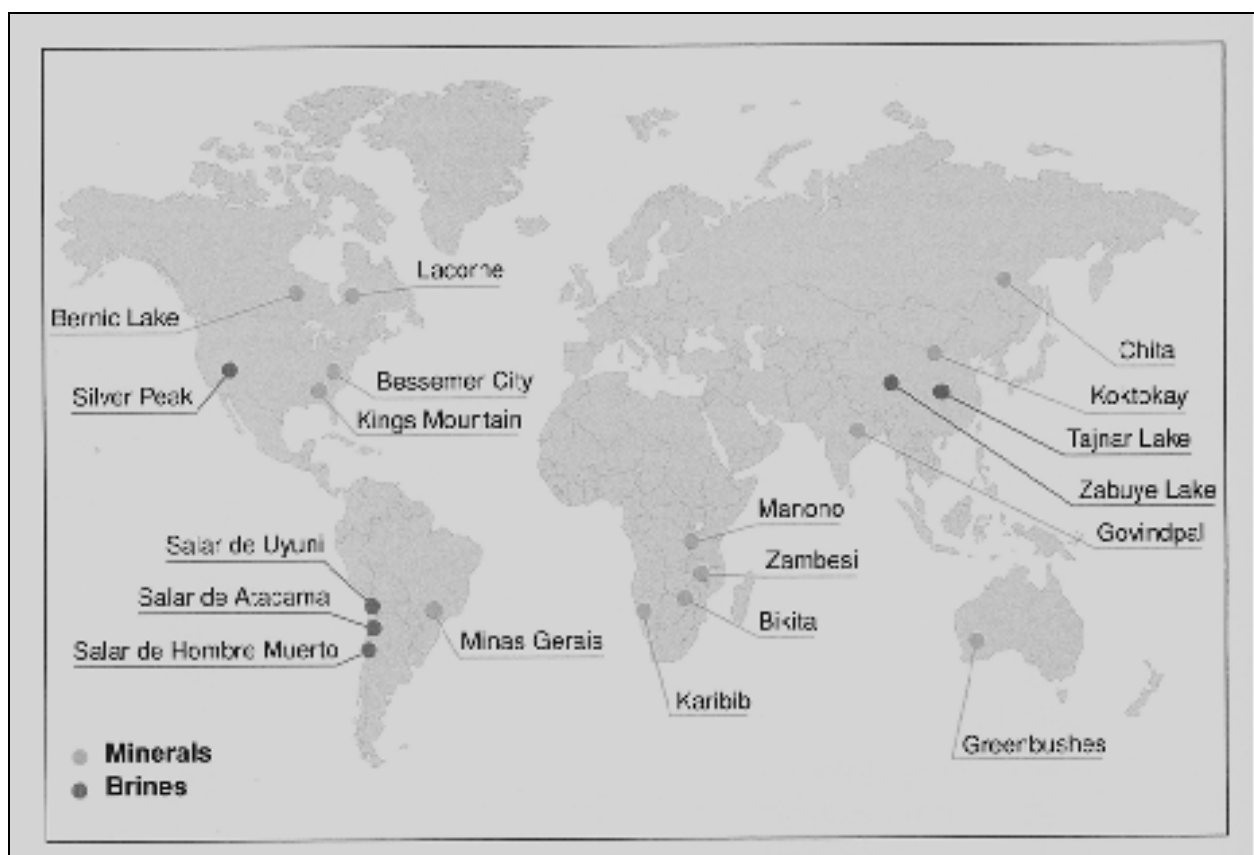 Lacorne
Bernic Lake
Chita
Bessemer City
Silver Peak
Koktokay
Kings Mountain
Tajnar Lake
Zabuye Lake
Manono
Govindpal
Salar de Uyuni
Zambesi
Salar de Atacama
Bikita
Minas Gerais
Salar de Hombre Muerto
Karibib
Greenbushes
Minerals
Brines